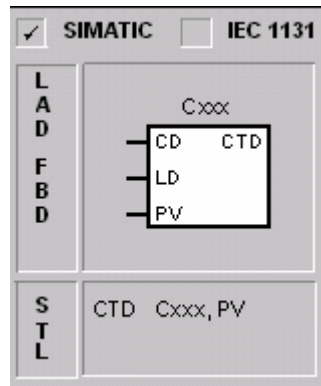 ✓ SIMATIC IEC 1131
L
A
D
F
B
D
Cxxx
CD CTD
LD
PV
S
T
L
CTD Cxxx, PV